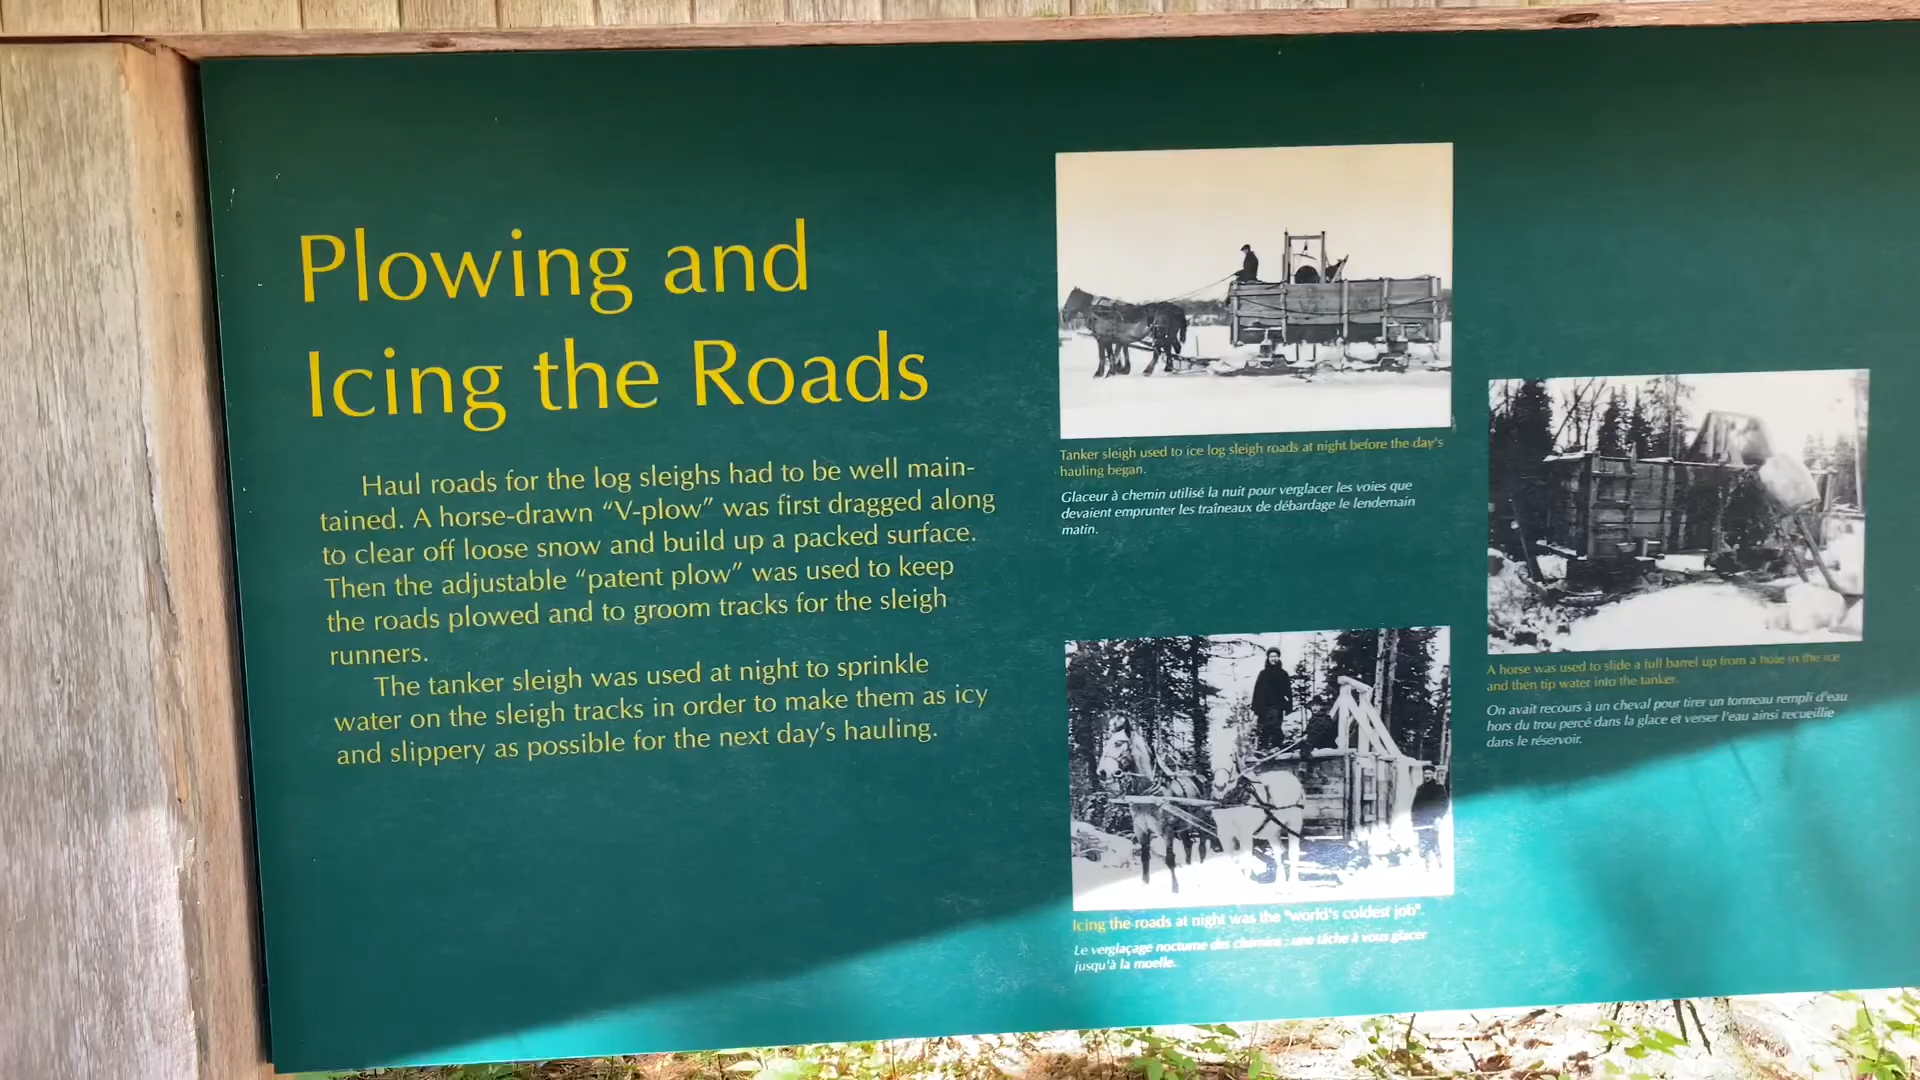 Plowing and
Icing the Roads
Haul roads for the log sleighs had to be well main-
tained. A horse-drawn “V-plow” was first dragged along
to clear off loose snow and build up a packed surface.
Then the adjustable “patent plow” was used to keep
the roads plowed and to groom tracks for the sleigh
runners.
The tanker sleigh was used at night to sprinkle
water on the sleigh tracks in order to make them as icy
and slippery as possible for the next day’s hauling.
Tanker sleigh used to ice log sleigh roads at night before the day's
hauling began.
Glaceur à chemin utilisé la nuit pour verglacer les voies que
devaient emprunter les traîneaux de débardage le lendemain
matin.
A horse was used to slide a full barrel up from a hole in the ice
and then tip water into the tanker.
On avait recours à un cheval pour tirer un tonneau rempli d'eau
hors du trou percé dans la glace et verser l'eau ainsi recueillie
dans le réservoir.
Icing the roads at night was the "world's coldest job".
Le verglaçage nocturne des chemins : une tâche à vous glacer
jusqu'à la moelle.